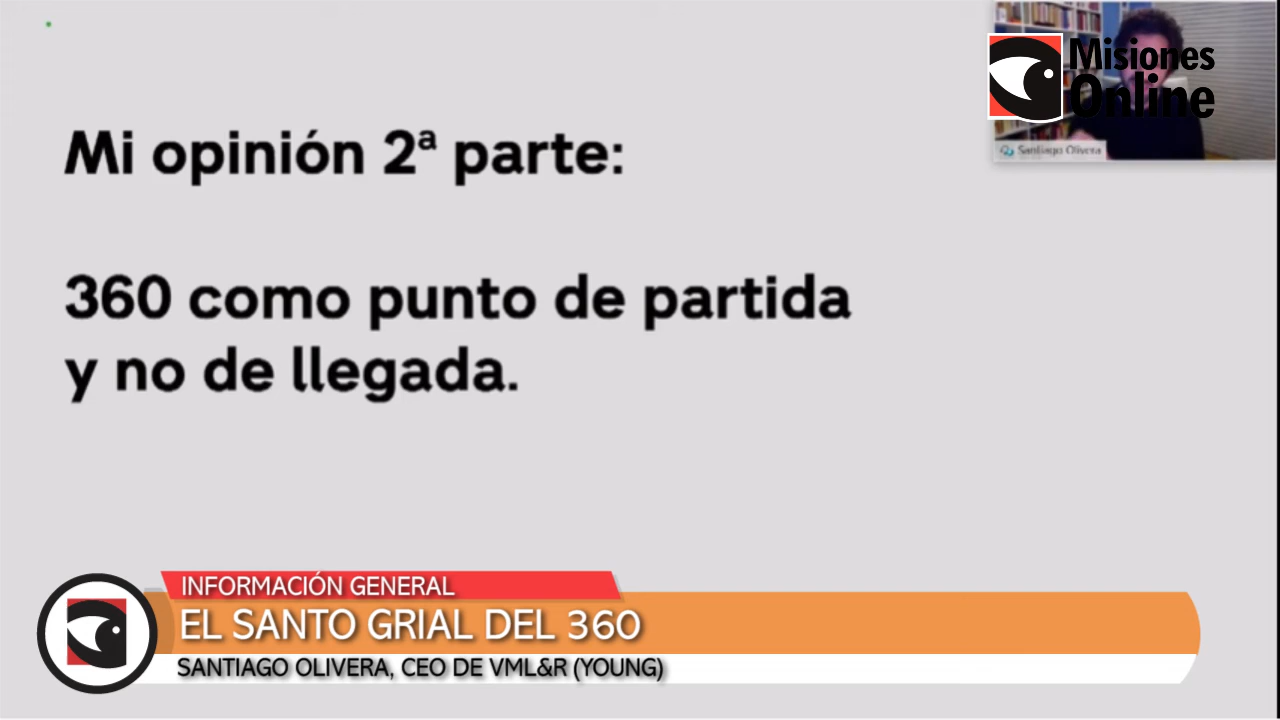 Mi opinión 2ª parte:
360 como punto de partida
y no de llegada.
Misiones
Online
Santiago Olivera
INFORMACIÓN GENERAL
EL SANTO GRIAL DEL 360
SANTIAGO OLIVERA, CEO DE VML&R (YOUNG)